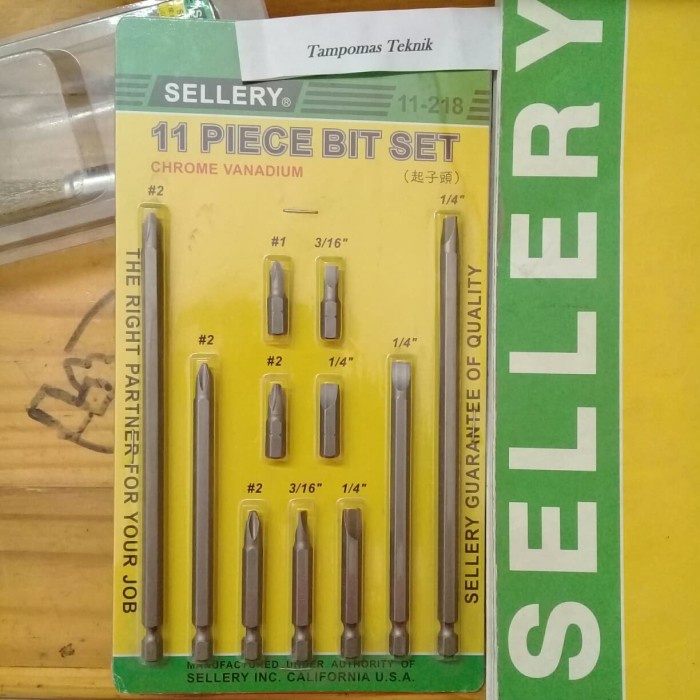 Tampomas Teknik
SELLERY®
11-218
11 PIECE BIT SET
CHROME VANADIUM
(起子頭)
#2
1/4"
#1
3/16"
#2
#2
1/4"
1/4"
#2
3/16"
1/4"
THE RIGHT PARTNER FOR YOUR JOB
SELLERY GUARANTEE OF QUALITY
MANUFACTURED UNDER AUTHORITY OF
SELLERY INC. CALIFORNIA U.S.A.
SELLERY